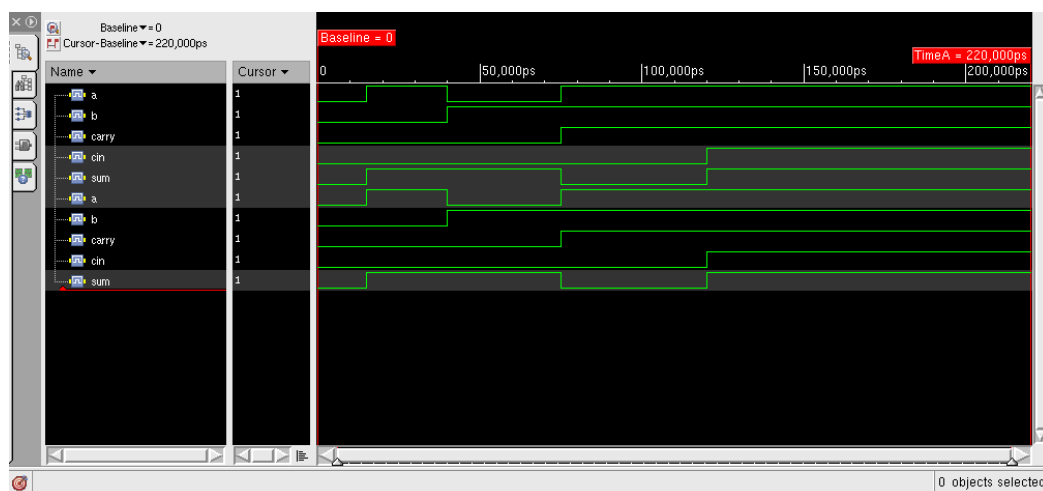 Baseline ▾= 0
Cursor-Baseline ▾= 220,000ps
Baseline = 0
TimeA = 220,000ps
Name ▾ Cursor ▾ 0 50,000ps 100,000ps 150,000ps 200,000ps
a 1
b 1
carry 1
cin 1
sum 1
a 1
b 1
carry 1
cin 1
sum 1
0 objects selected